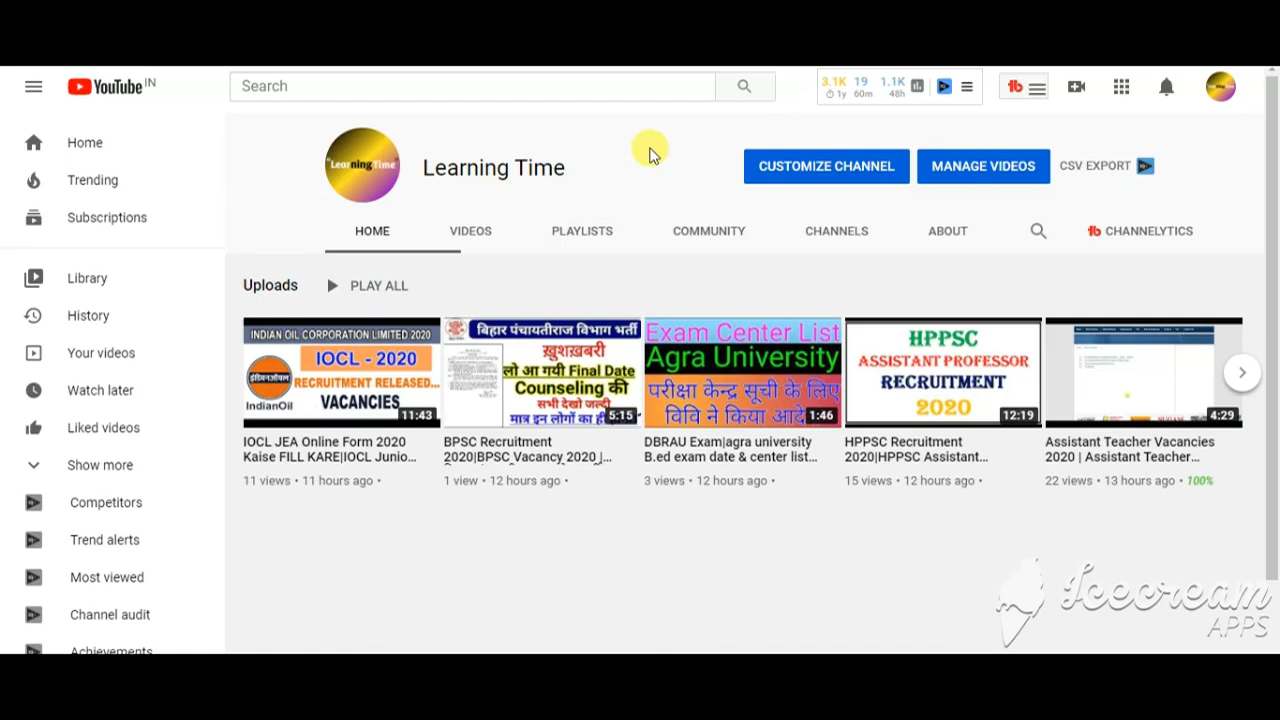 YouTube IN
Search
3.1K 19 1.1K
1y 60m 48h
Learning Time
Learning Time
CUSTOMIZE CHANNEL
MANAGE VIDEOS
CSV EXPORT
HOME
VIDEOS
PLAYLISTS
COMMUNITY
CHANNELS
ABOUT
CHANNELYTICS
Home
Trending
Subscriptions
Library
History
Your videos
Watch later
Liked videos
Show more
Competitors
Trend alerts
Most viewed
Channel audit
Achievements
Uploads
PLAY ALL
INDIAN OIL CORPORATION LIMITED 2020
IOCL - 2020
RECRUITMENT RELEASED...
VACANCIES
इंडियनऑयल
IndianOil
11:43
IOCL JEA Online Form 2020
Kaise FILL KARE|IOCL Junio...
11 views • 11 hours ago •
बिहार पंचायतीराज विभाग भर्ती
ख़ुशख़बरी
लो आ गयी Final Date
Counseling की
सभी देखो जल्दी
मात्र इन लोगों का ही
5:15
BPSC Recruitment
2020|BPSC Vacancy 2020 |...
1 view • 12 hours ago •
Exam Center List
Agra University
परीक्षा केन्द्र सूची के लिए
विवि ने किया आदे
1:46
DBRAU Exam|agra university
B.ed exam date & center list...
3 views • 12 hours ago •
HPPSC
ASSISTANT PROFESSOR
RECRUITMENT
2020
12:19
HPPSC Recruitment
2020|HPPSC Assistant...
15 views • 12 hours ago •
4:29
Assistant Teacher Vacancies
2020 | Assistant Teacher...
22 views • 13 hours ago • 100%
Icecream
APPS